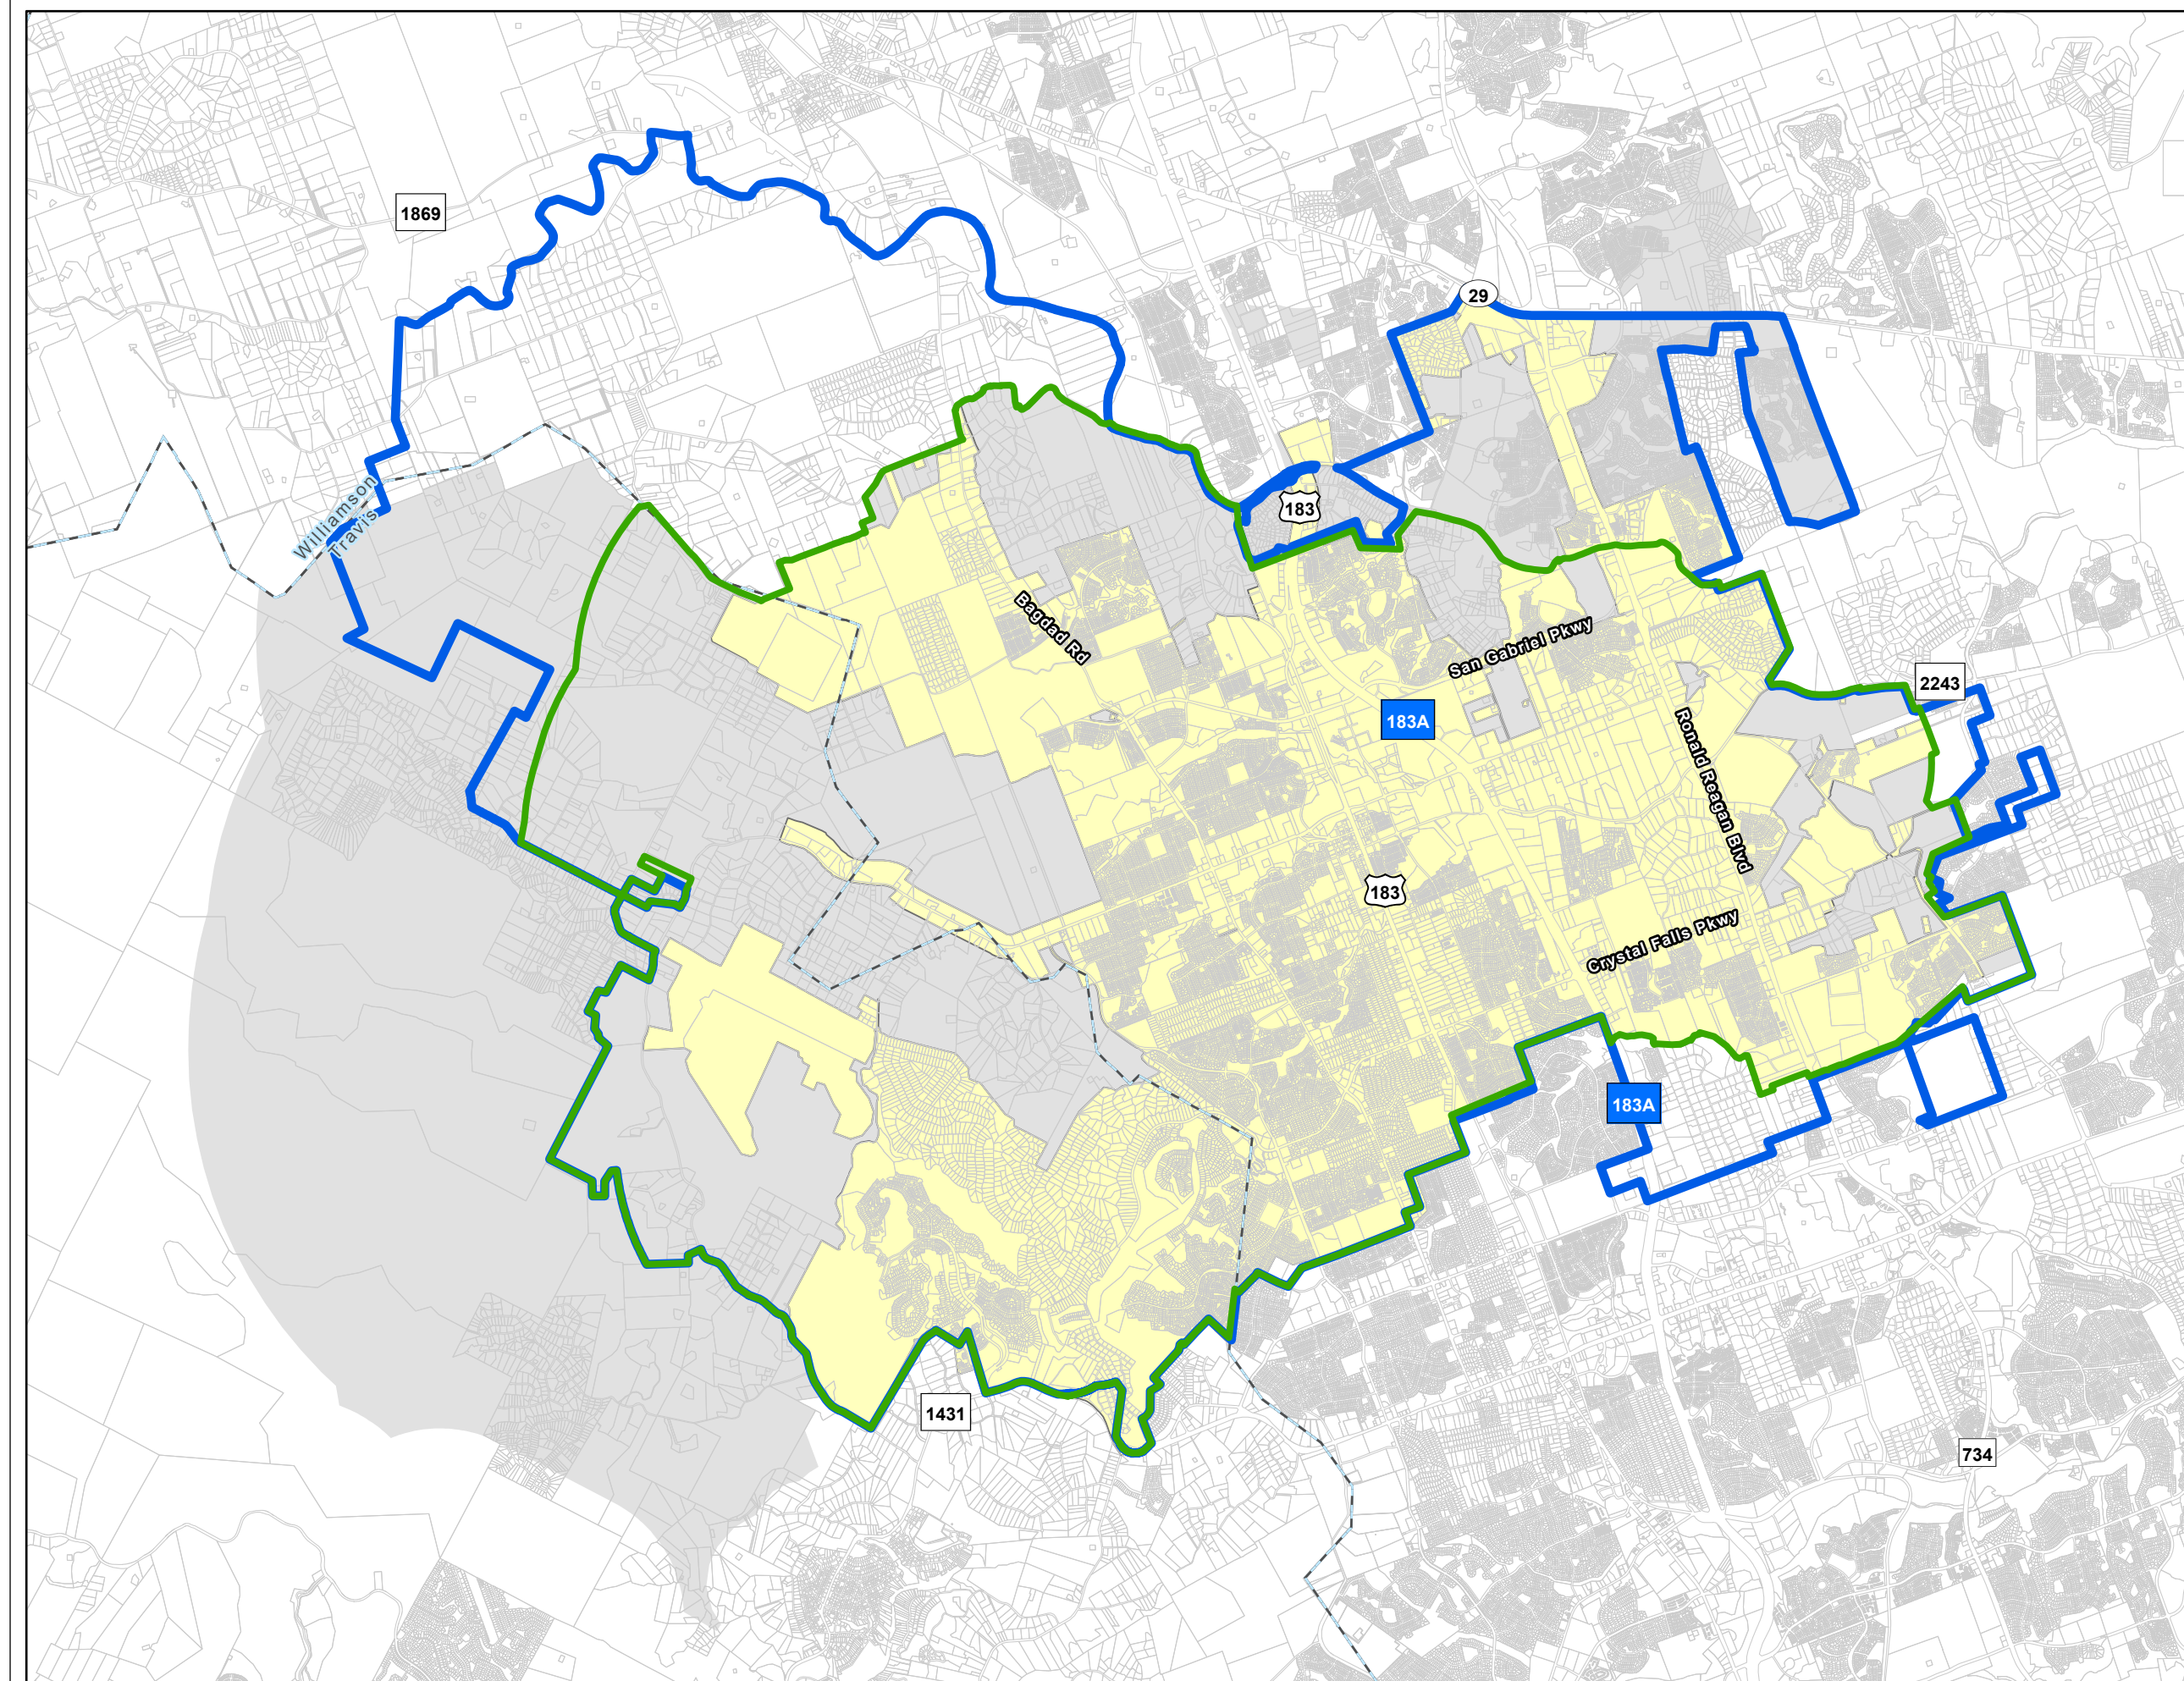 1869
29
Williamson
Travis
183
Bagdad Rd
San Gabriel Pkwy
2243
183A
Ronald Reagan Blvd
183
Crystal Falls Pkwy
183A
1431
734